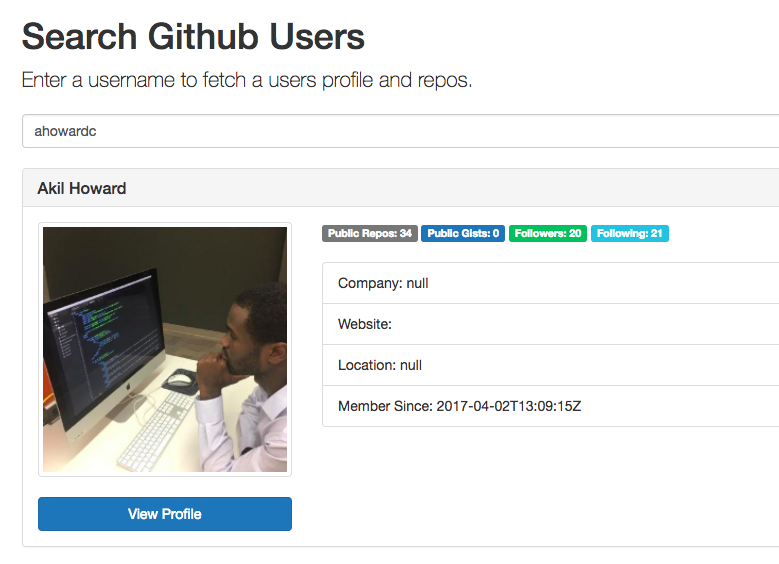 Search Github Users
Enter a username to fetch a users profile and repos.
ahowardc
Akil Howard
Public Repos: 34 Public Gists: 0 Followers: 20 Following: 21
Company: null
Website:
Location: null
Member Since: 2017-04-02T13:09:15Z
View Profile